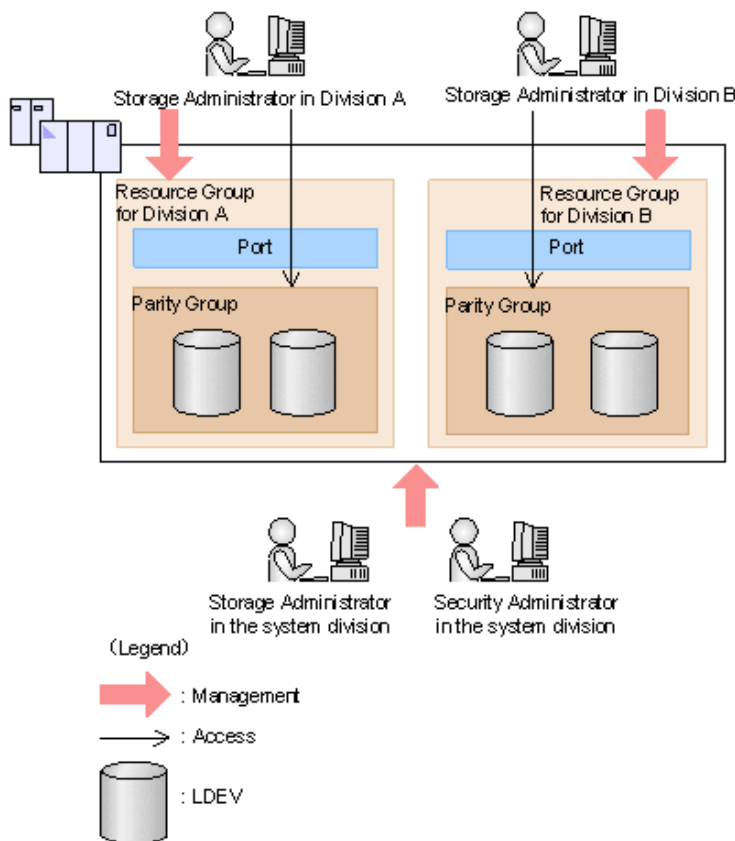 Storage Administrator in Division A
Storage Administrator in Division B
Resource Group
for Division A
Port
Parity Group
Resource Group
for Division B
Port
Parity Group
Storage Administrator
in the system division
Security Administrator
in the system division
(Legend)
: Management
: Access
: LDEV